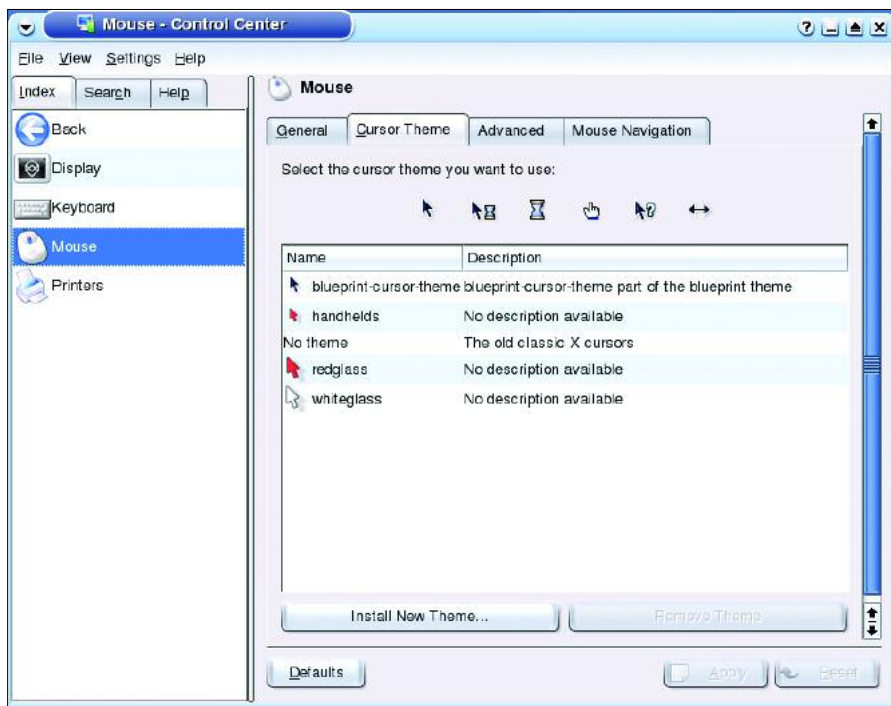 Mouse - Control Center
File View Settings Help
Index Search Help
Back
Display
Keyboard
Mouse
Printers
Mouse
General Cursor Theme Advanced Mouse Navigation
Select the cursor theme you want to use:
Name Description
blueprint-cursor-theme blueprint-cursor-theme part of the blueprint theme
handhelds No description available
No theme The old classic X cursors
redglass No description available
whiteglass No description available
Install New Theme... Remove Theme
Defaults Apply Reset